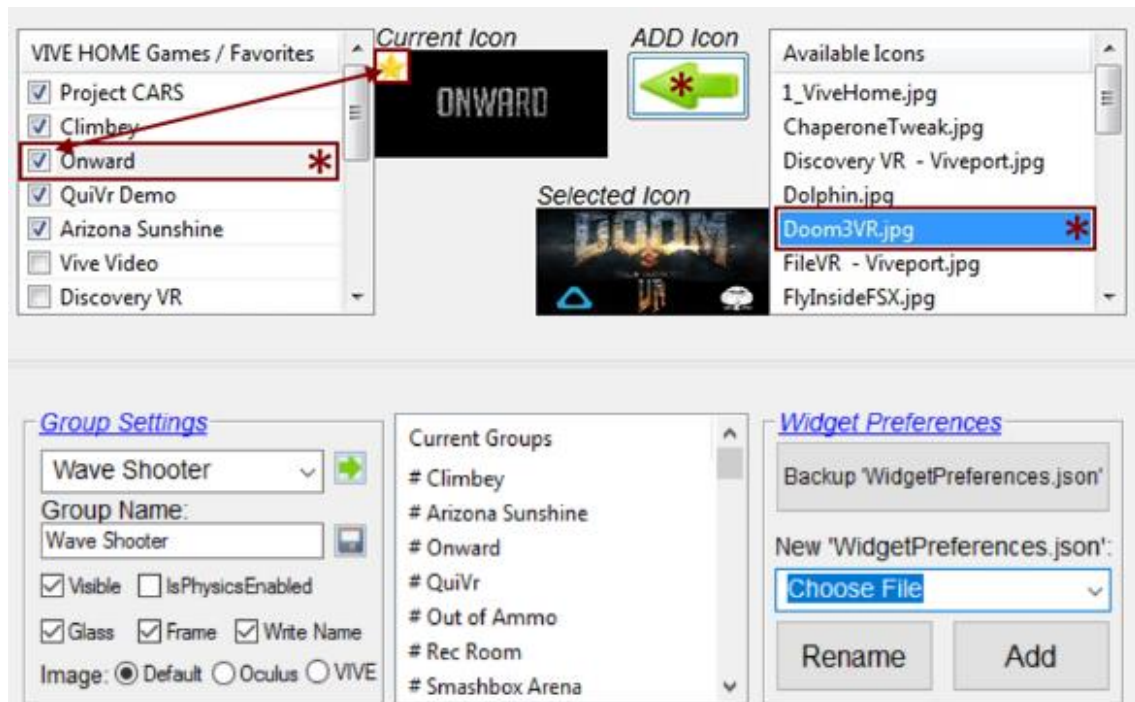 VIVE HOME Games / Favorites
Project CARS
Climbey
Onward
QuiVr Demo
Arizona Sunshine
Vive Video
Discovery VR
Current Icon
ONWARD
ADD Icon
Selected Icon
DOOM
3
VR
Available Icons
1_ViveHome.jpg
ChaperoneTweak.jpg
Discovery VR - Viveport.jpg
Dolphin.jpg
Doom3VR.jpg
FileVR - Viveport.jpg
FlyInsideFSX.jpg
Group Settings
Wave Shooter
Group Name:
Wave Shooter
Visible IsPhysicsEnabled
Glass Frame Write Name
Image: Default Oculus VIVE
Current Groups
# Climbey
# Arizona Sunshine
# Onward
# QuiVr
# Out of Ammo
# Rec Room
# Smashbox Arena
Widget Preferences
Backup 'WidgetPreferences.json'
New 'WidgetPreferences.json':
Choose File
Rename Add